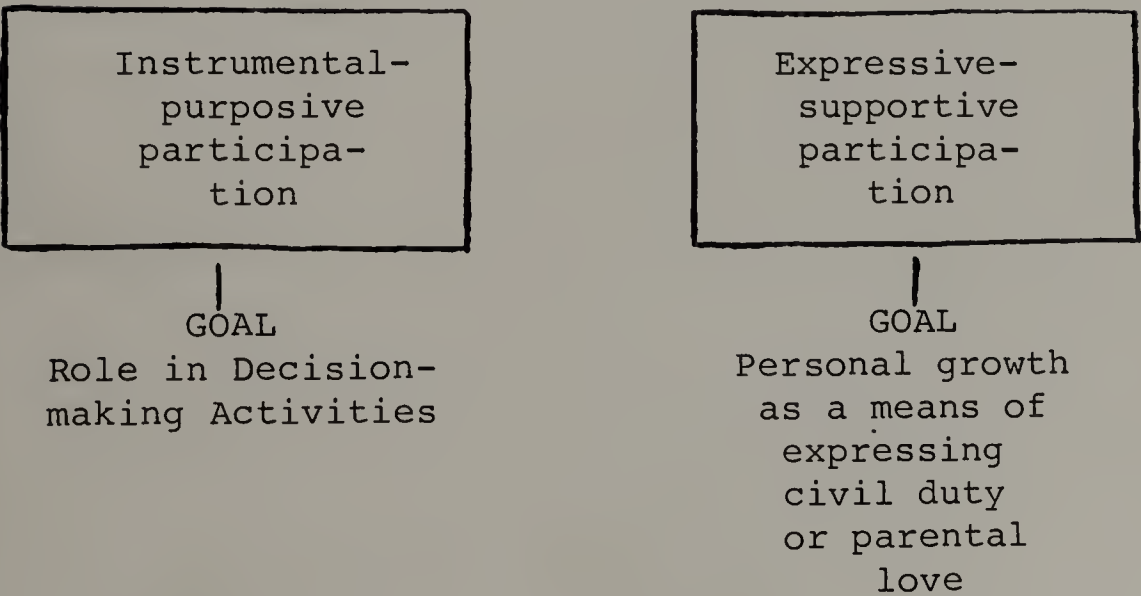 Instrumental-
purposive
participa-
tion
GOAL
Role in Decision-
making Activities
Expressive-
supportive
participa-
tion
GOAL
Personal growth
as a means of
expressing
civil duty
or parental
love